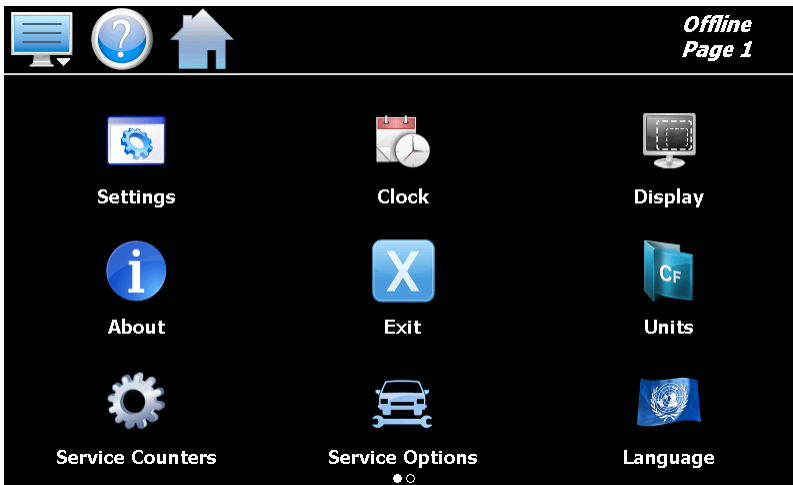 ?
Offline
Page 1
Settings
Clock
Display
i
X
CF
About
Exit
Units
Service Counters
Service Options
Language